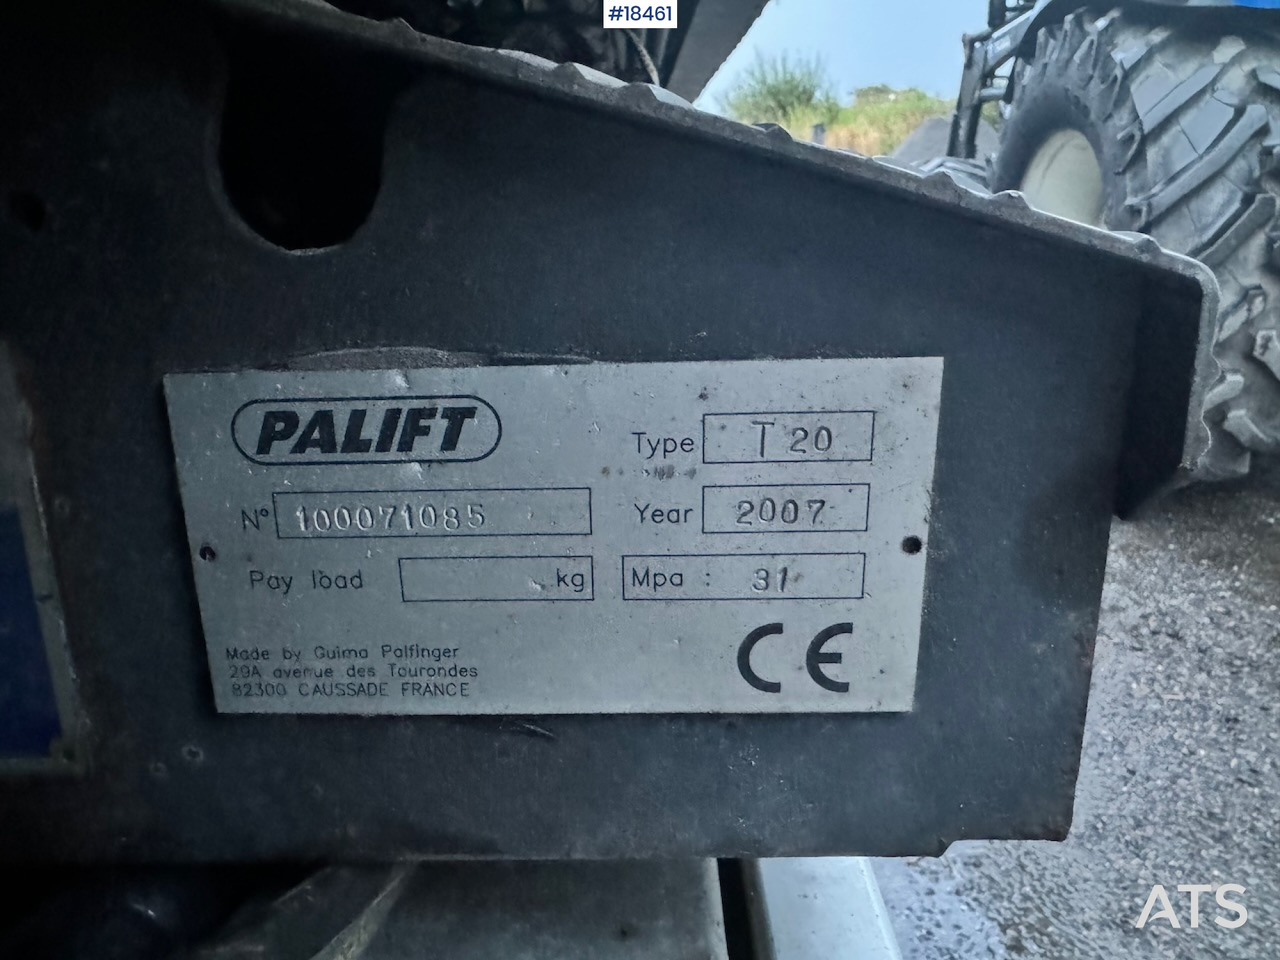 #18461
PALIFT
Type T 20
N° 100071085
Year 2007
Pay load kg
Mpa : 31
Made by Guima Palfinger
29A avenue des Tourondes
82300 CAUSSADE FRANCE
CE
ATS